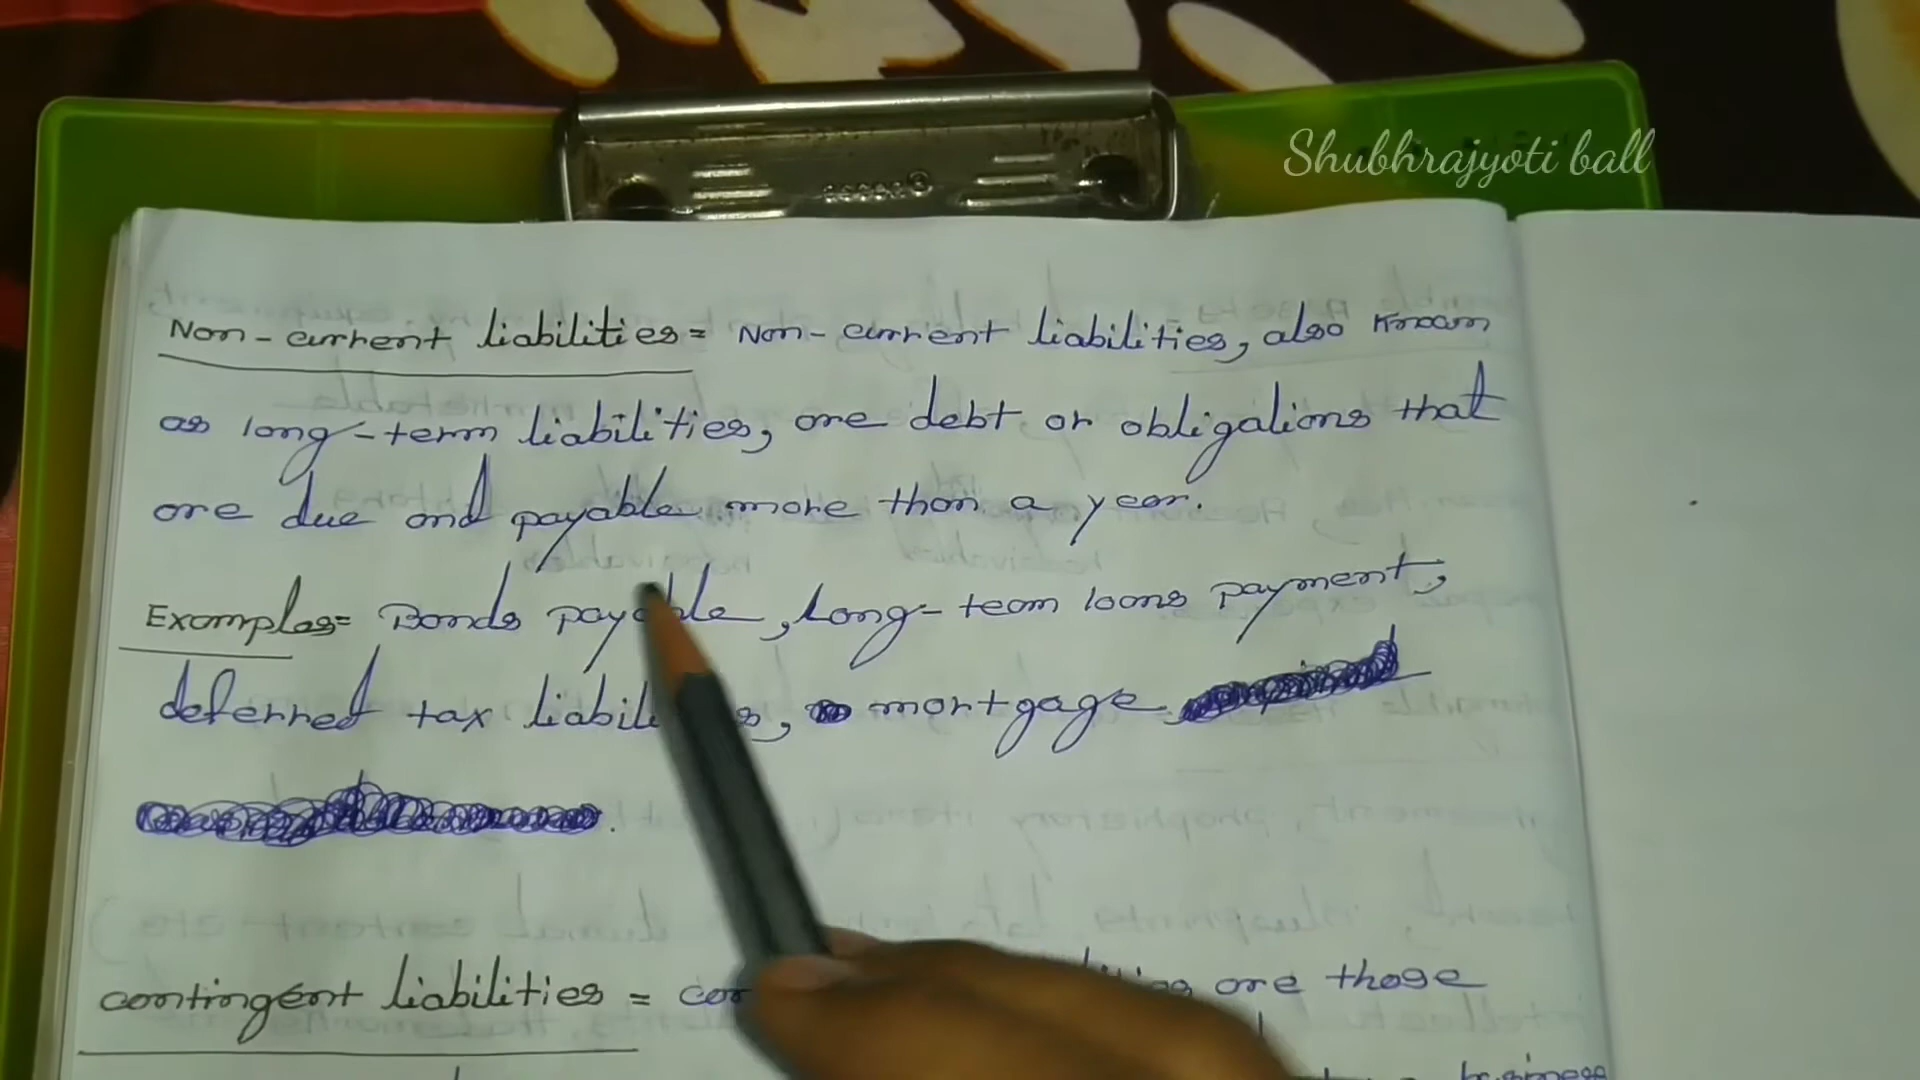 Shubhrajyoti ball
Non-current liabilities = Non-current liabilities, also known
as long-term liabilities, are debt or obligations that
are due and payable more than a year.
Examples = Bonds payable, Long-term loans payment,
deferred tax liabilities, mortgage
contingent liabilities = are those
business